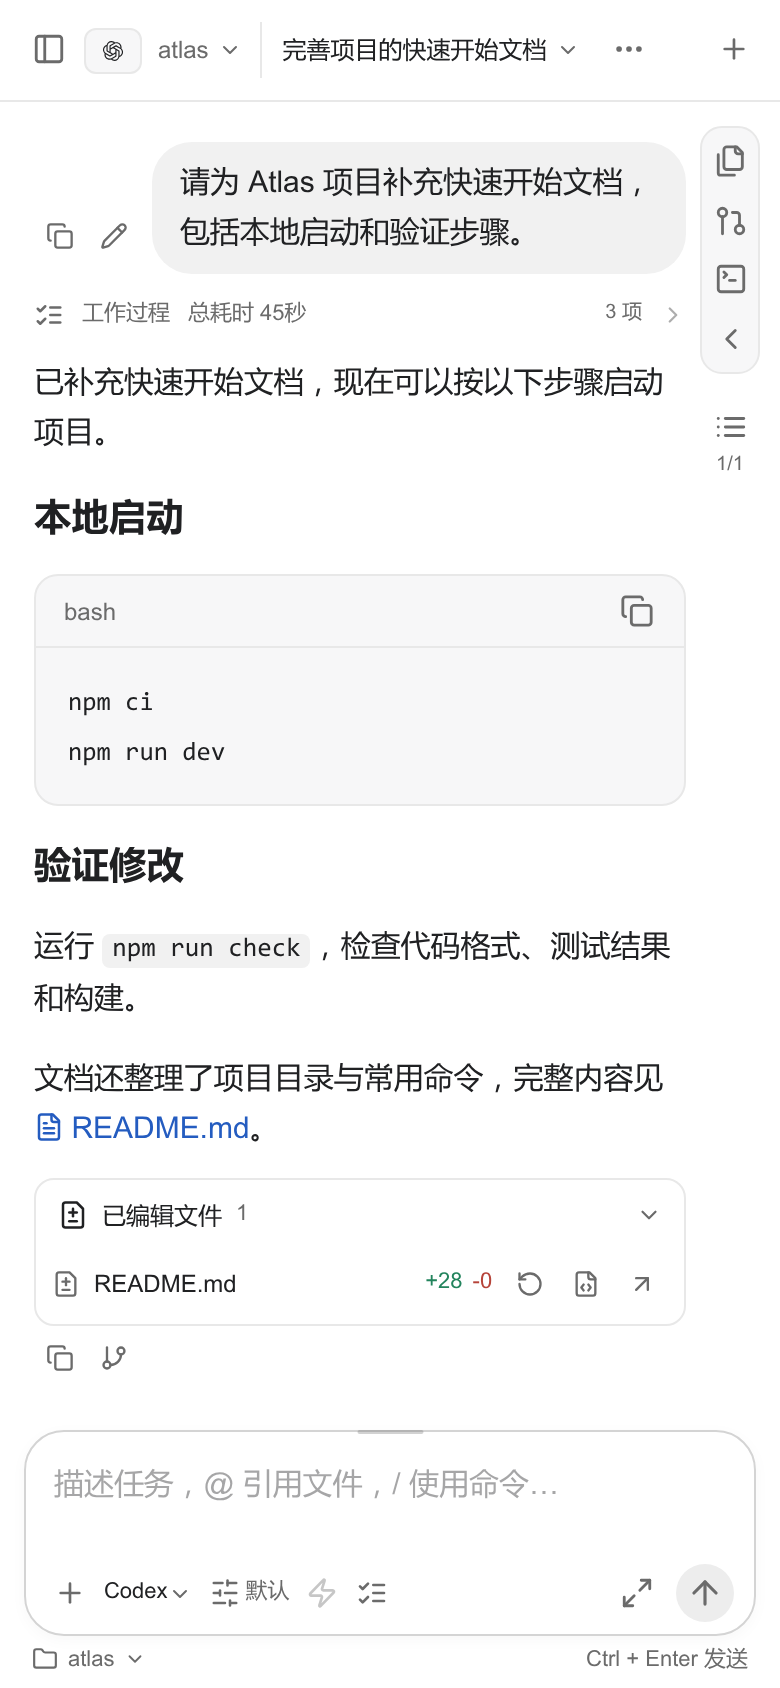 atlas
完善项目的快速开始文档
请为 Atlas 项目补充快速开始文档，
包括本地启动和验证步骤。
工作过程 总耗时 45秒 3 项
已补充快速开始文档，现在可以按以下步骤启动
项目。
1/1
本地启动
bash
npm ci
npm run dev
验证修改
运行 npm run check，检查代码格式、测试结果
和构建。
文档还整理了项目目录与常用命令，完整内容见
README.md。
已编辑文件 1
README.md +28 -0
描述任务，@ 引用文件，/ 使用命令…
Codex 默认
atlas Ctrl + Enter 发送